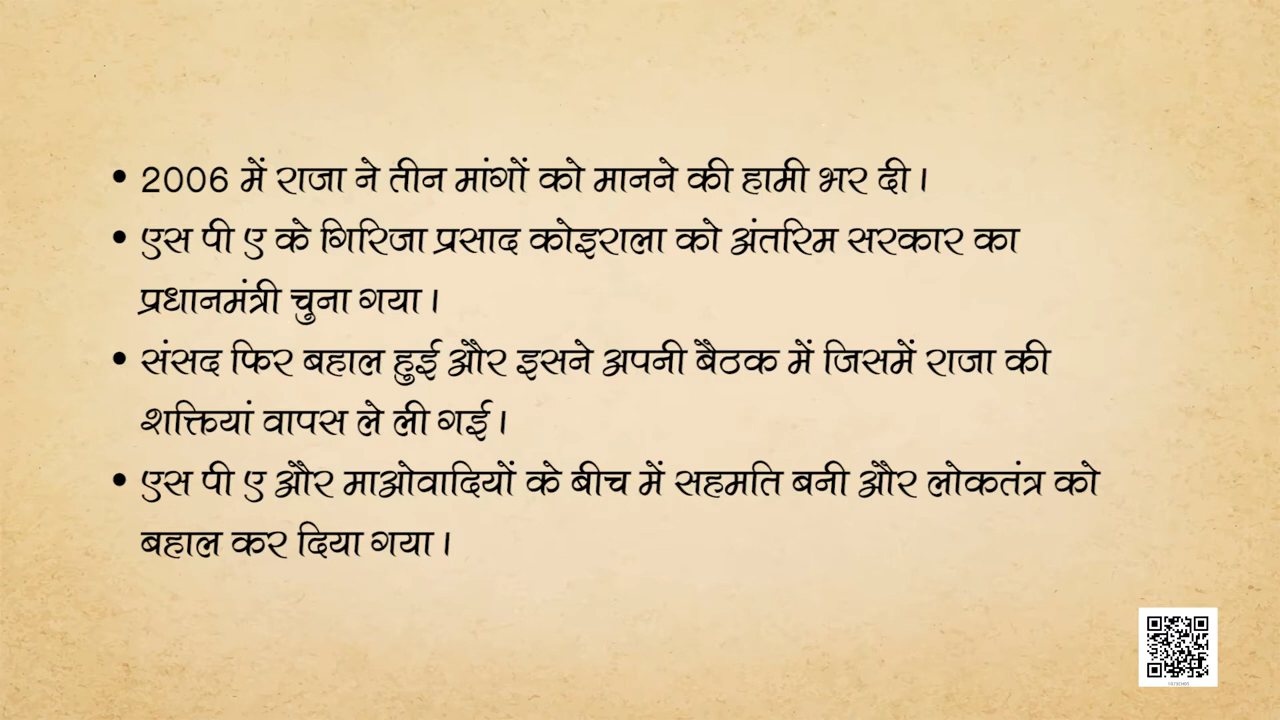 • 2006 में राजा ने तीन मांगों को मानने की हामी भर दी।
• एस पी ए के गिरिजा प्रसाद कोइराला को अंतरिम सरकार का
प्रधानमंत्री चुना गया।
• संसद फिर बहाल हुई और इसने अपनी बैठक में जिसमें राजा की
शक्तियां वापस ले ली गई।
• एस पी ए और माओवादियों के बीच में सहमति बनी और लोकतंत्र को
बहाल कर दिया गया।